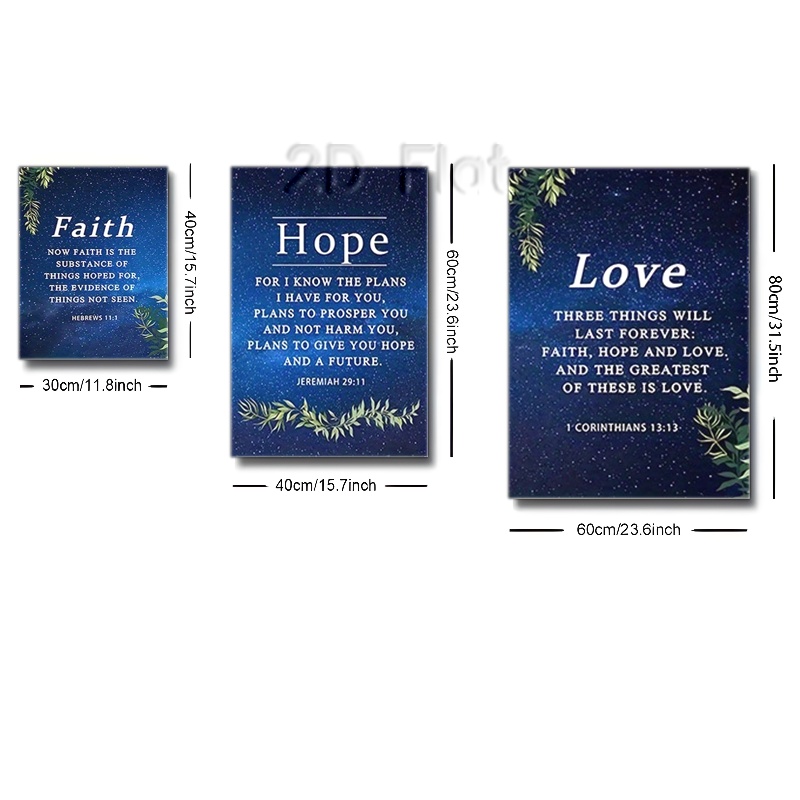 2D Flat
Faith
NOW FAITH IS THE
SUBSTANCE OF
THINGS HOPED FOR,
THE EVIDENCE OF
THINGS NOT SEEN.
HEBREWS 11:1
40cm/15.7inch
30cm/11.8inch
Hope
FOR I KNOW THE PLANS
I HAVE FOR YOU,
PLANS TO PROSPER YOU
AND NOT HARM YOU,
PLANS TO GIVE YOU HOPE
AND A FUTURE.
JEREMIAH 29:11
60cm/23.6inch
40cm/15.7inch
Love
THREE THINGS WILL
LAST FOREVER:
FAITH, HOPE AND LOVE.
AND THE GREATEST
OF THESE IS LOVE.
1 CORINTHIANS 13:13
80cm/31.5inch
60cm/23.6inch